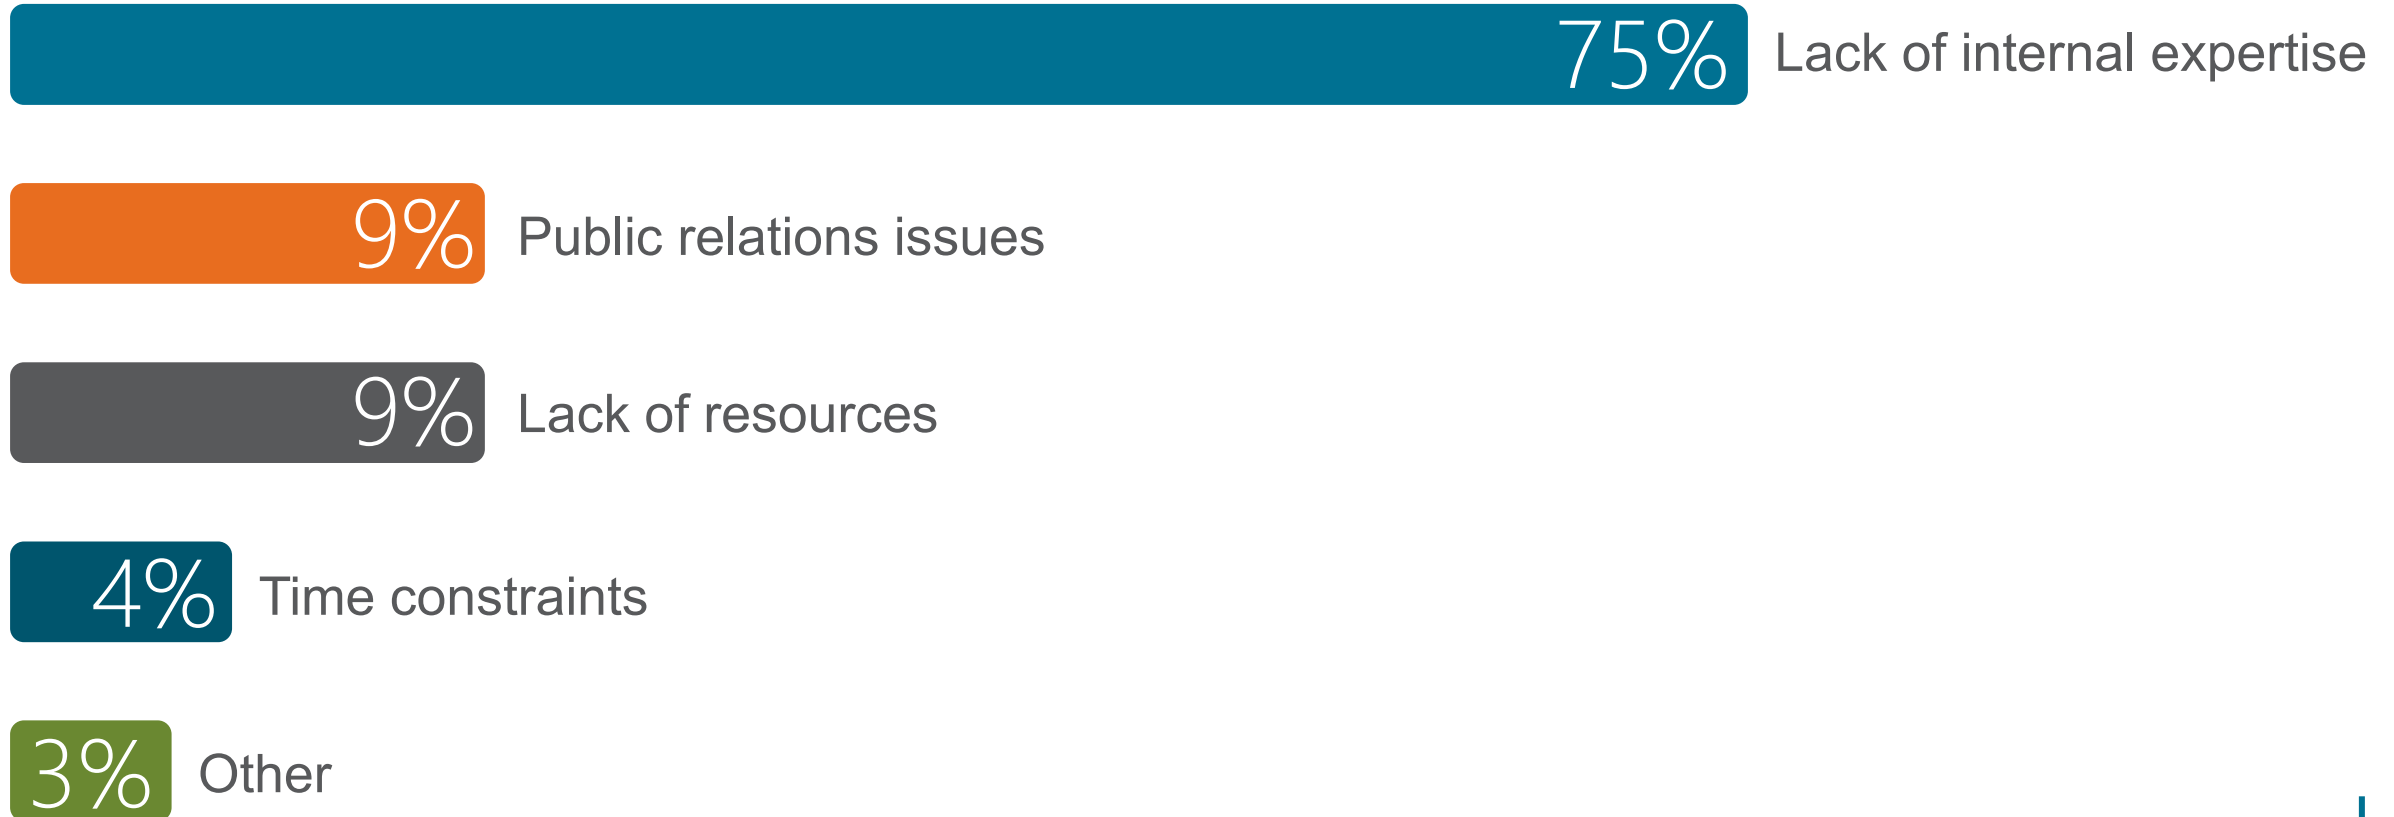 75% Lack of internal expertise
9% Public relations issues
9% Lack of resources
4% Time constraints
3% Other